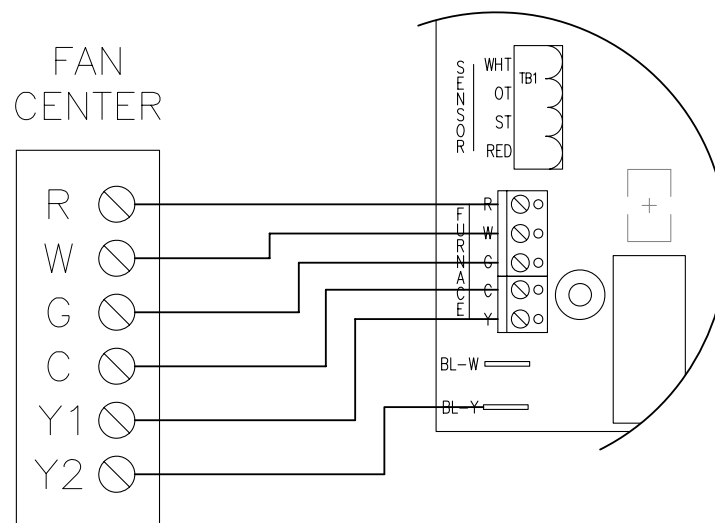 FAN
CENTER
R
W
G
C
Y1
Y2
SENSOR
WHT
OT
ST
RED
TB1
FURNACE
R
W
G
C
Y
BL-W
BL-Y